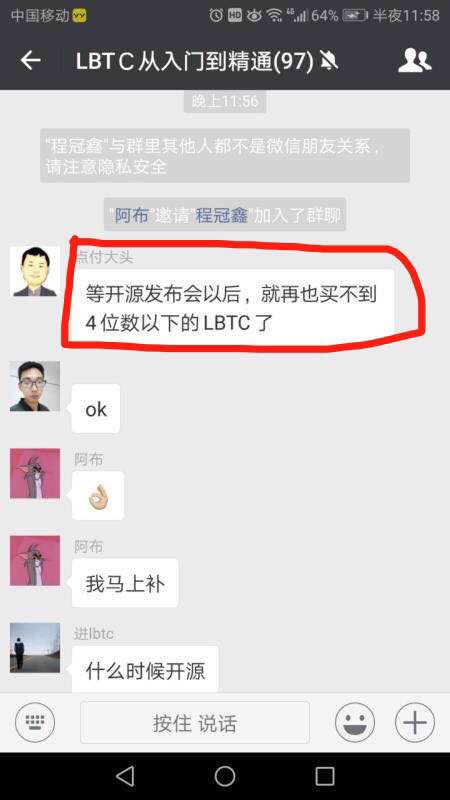 中国移动
HD 4G 64% 半夜11:58
LBTC从入门到精通(97)
晚上11:56
"程冠鑫"与群里其他人都不是微信朋友关系，
请注意隐私安全
"阿布"邀请"程冠鑫"加入了群聊
点付大头
等开源发布会以后，就再也买不到
4位数以下的LBTC了
ok
阿布
阿布
我马上补
进lbtc
什么时候开源
按住 说话